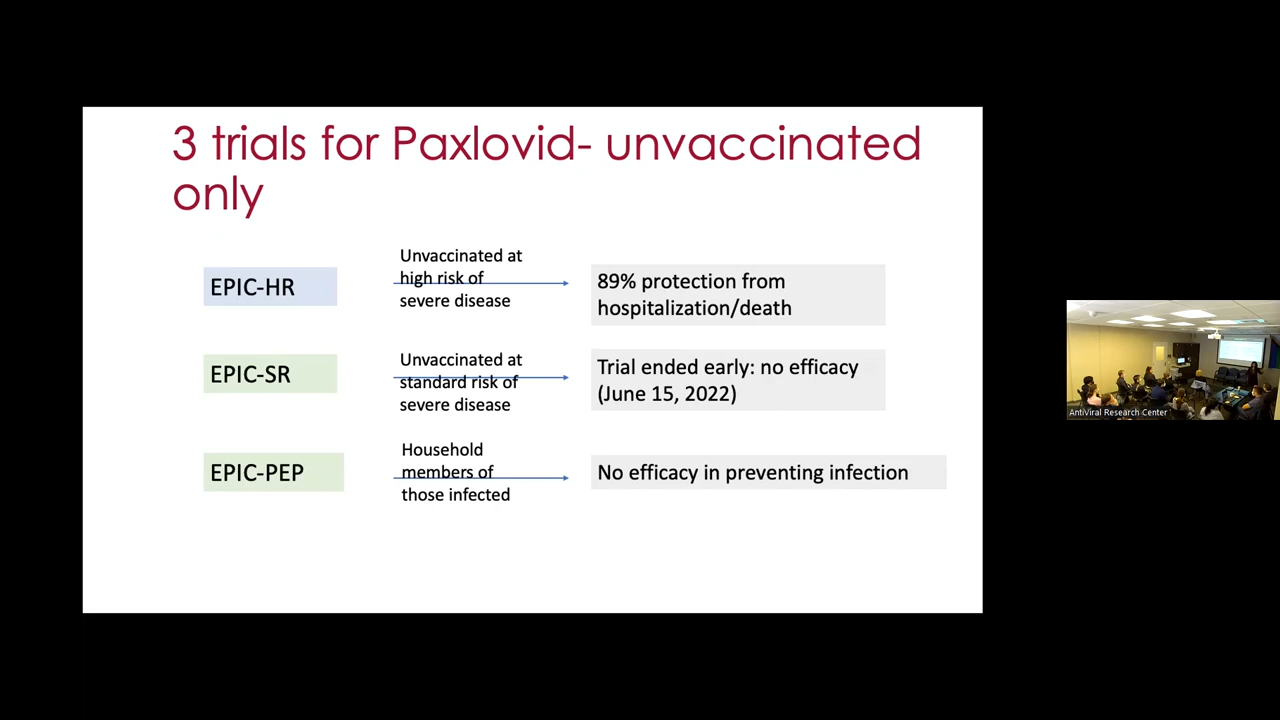 3 trials for Paxlovid- unvaccinated
only
EPIC-HR
Unvaccinated at
high risk of
severe disease
89% protection from
hospitalization/death
EPIC-SR
Unvaccinated at
standard risk of
severe disease
Trial ended early: no efficacy
(June 15, 2022)
EPIC-PEP
Household
members of
those infected
No efficacy in preventing infection
AntiViral Research Center